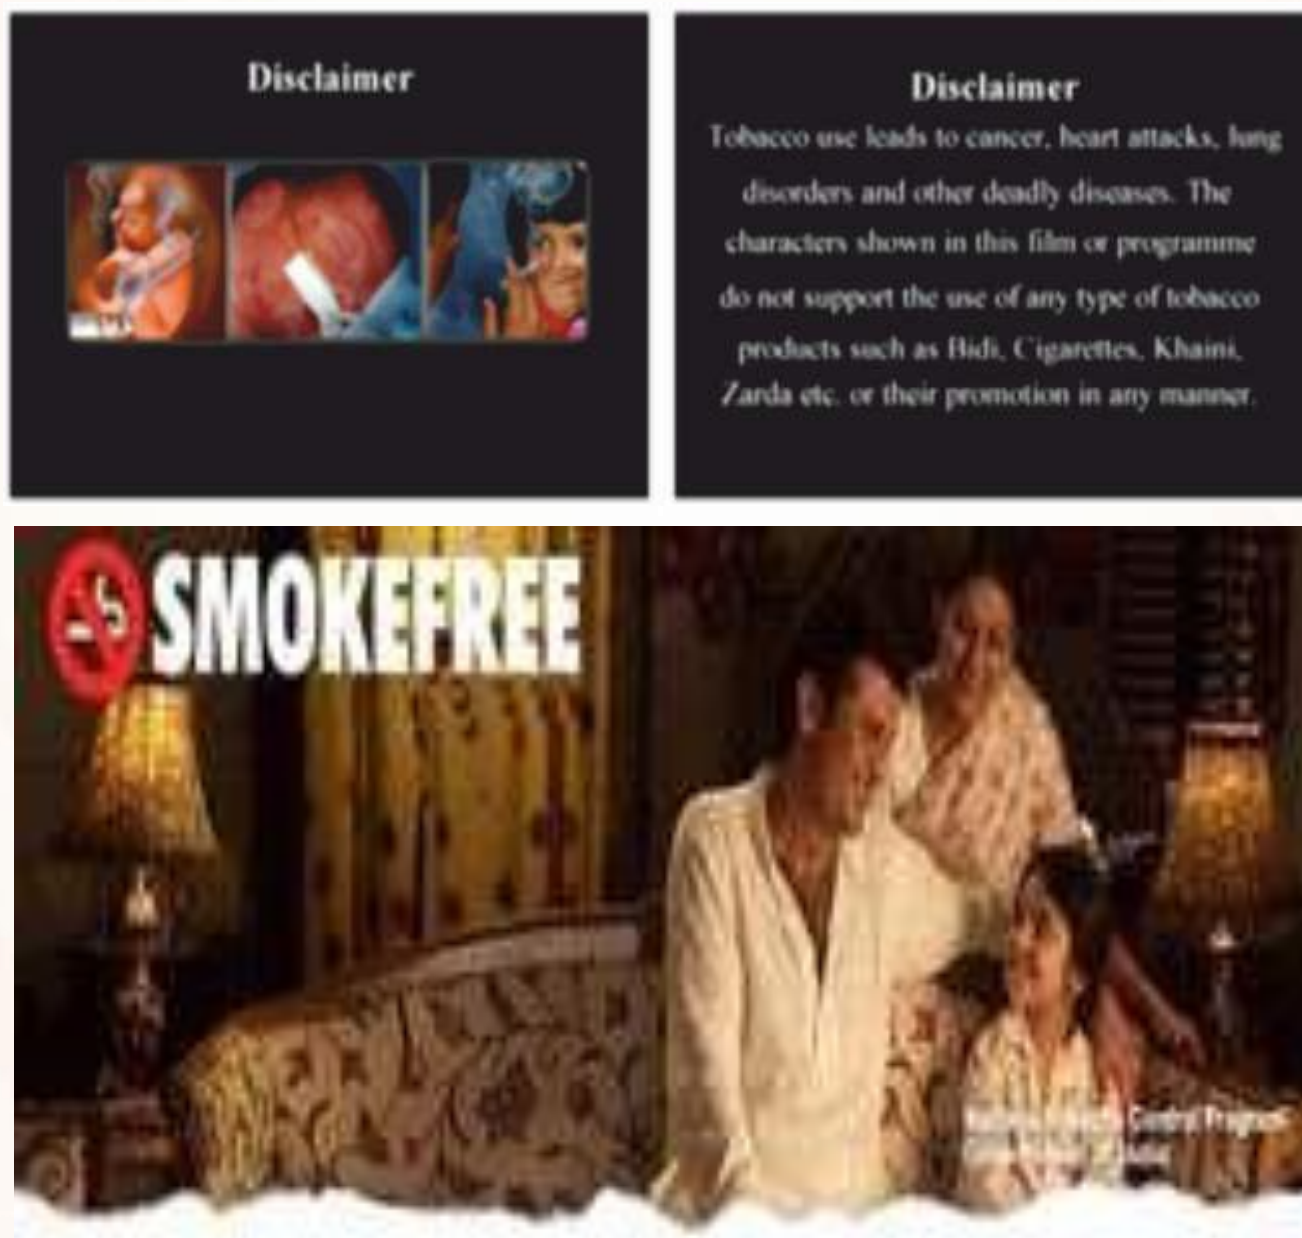 Disclaimer
Disclaimer
Tobacco use leads to cancer, heart attacks, lung
disorders and other deadly diseases. The
characters shown in this film or programme
do not support the use of any type of tobacco
products such as Bidi, Cigarettes, Khaini,
Zarda etc. or their promotion in any manner.
SMOKEFREE
Control